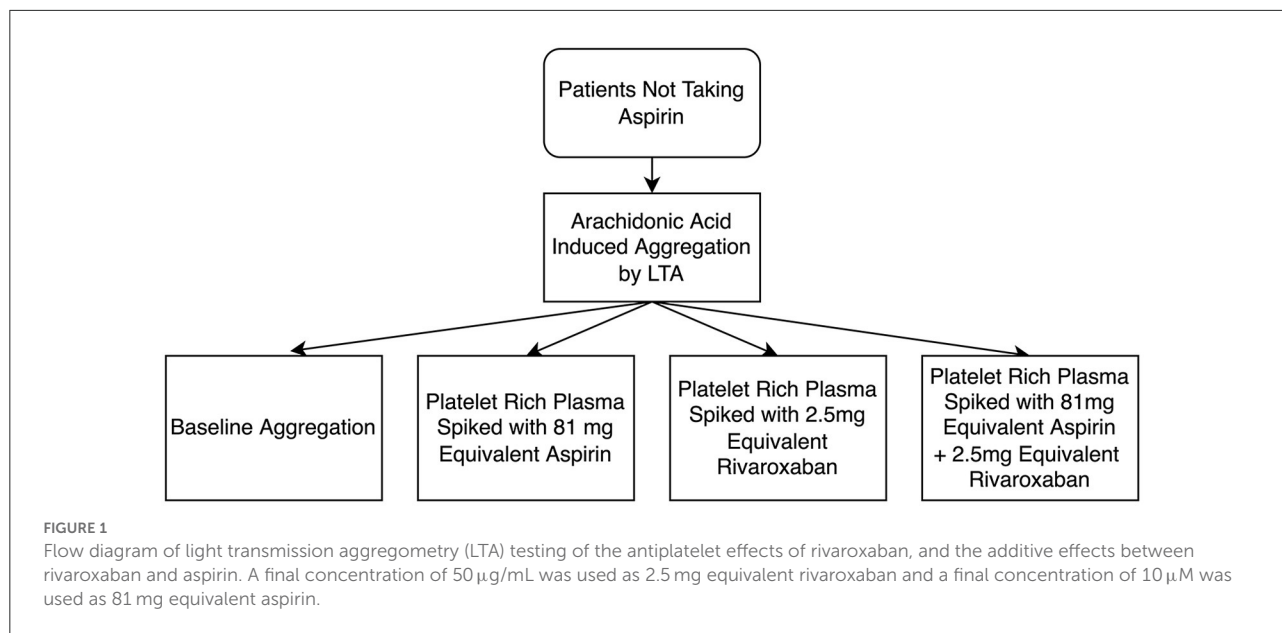 Patients Not Taking
Aspirin
Arachidonic Acid
Induced Aggregation
by LTA
Baseline Aggregation
Platelet Rich Plasma
Spiked with 81 mg
Equivalent Aspirin
Platelet Rich Plasma
Spiked with 2.5mg
Equivalent
Rivaroxaban
Platelet Rich Plasma
Spiked with 81mg
Equivalent Aspirin
+ 2.5mg Equivalent
Rivaroxaban
FIGURE 1
Flow diagram of light transmission aggregometry (LTA) testing of the antiplatelet effects of rivaroxaban, and the additive effects between
rivaroxaban and aspirin. A final concentration of 50 μg/mL was used as 2.5 mg equivalent rivaroxaban and a final concentration of 10 μM was
used as 81 mg equivalent aspirin.